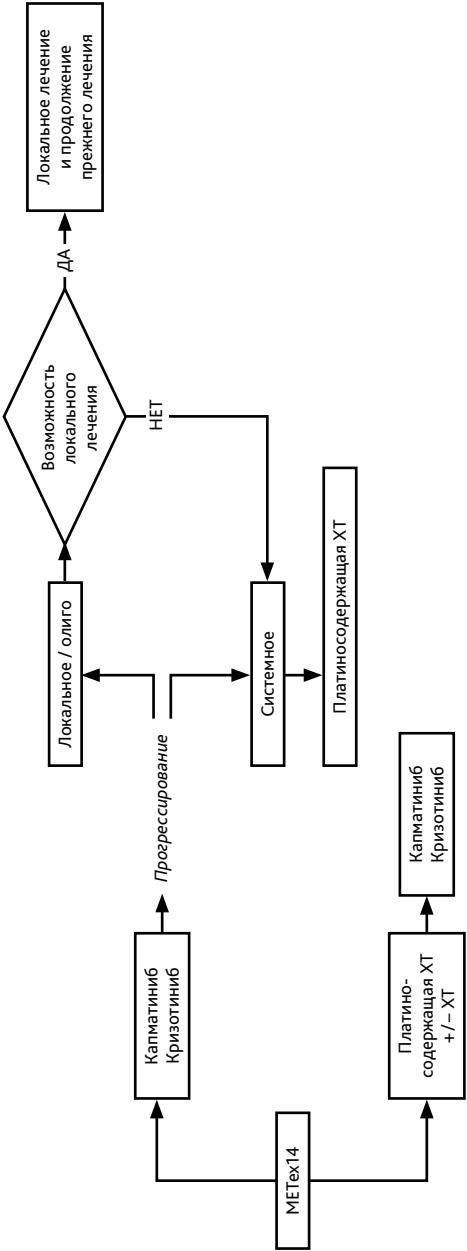 METex14
Капматиниб
Кризотиниб
Прогрессирование
Локальное / олиго
Возможность
локального
лечения
ДА
Локальное лечение
и продолжение
прежнего лечения
НЕТ
Системное
Платиносодержащая ХТ
Платино-
содержащая ХТ
+/– ХТ
Капматиниб
Кризотиниб